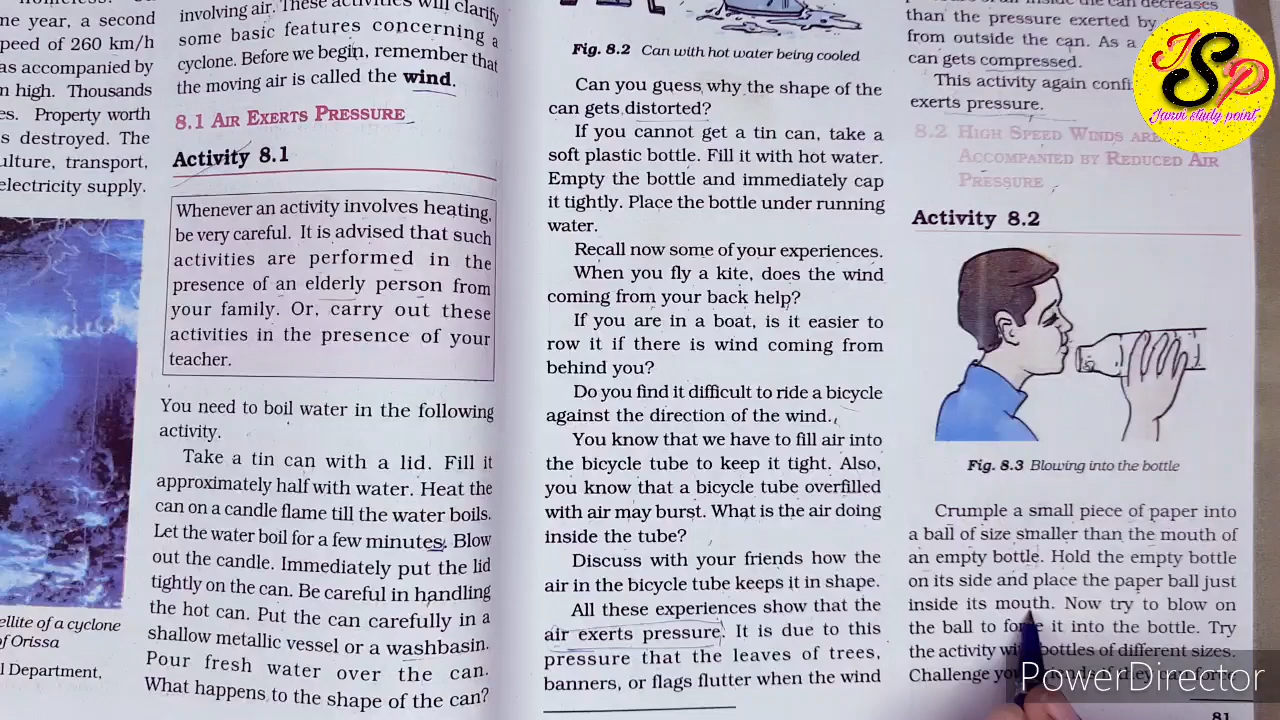 me year, a second
peed of 260 km/h
as accompanied by
n high. Thousands
es. Property worth
s destroyed. The
ulture, transport,
electricity supply.
ellite of a cyclone
of Orissa
l Department,
involving air. These activities will clarify
some basic features concerning a
cyclone. Before we begin, remember that
the moving air is called the wind.
8.1 AIR EXERTS PRESSURE
Activity 8.1
Whenever an activity involves heating,
be very careful. It is advised that such
activities are performed in the
presence of an elderly person from
your family. Or, carry out these
activities in the presence of your
teacher.
You need to boil water in the following
activity.
Take a tin can with a lid. Fill it
approximately half with water. Heat the
can on a candle flame till the water boils.
Let the water boil for a few minutes. Blow
out the candle. Immediately put the lid
tightly on the can. Be careful in handling
the hot can. Put the can carefully in a
shallow metallic vessel or a washbasin.
Pour fresh water over the can.
What happens to the shape of the can?
Fig. 8.2 Can with hot water being cooled
Can you guess why the shape of the
can gets distorted?
If you cannot get a tin can, take a
soft plastic bottle. Fill it with hot water.
Empty the bottle and immediately cap
it tightly. Place the bottle under running
water.
Recall now some of your experiences.
When you fly a kite, does the wind
coming from your back help?
If you are in a boat, is it easier to
row it if there is wind coming from
behind you?
Do you find it difficult to ride a bicycle
against the direction of the wind.
You know that we have to fill air into
the bicycle tube to keep it tight. Also,
you know that a bicycle tube overfilled
with air may burst. What is the air doing
inside the tube?
Discuss with your friends how the
air in the bicycle tube keeps it in shape.
All these experiences show that the
air exerts pressure. It is due to this
pressure that the leaves of trees,
banners, or flags flutter when the wind
than the pressure exerted by
from outside the can. As a
can gets compressed.
This activity again confi
exerts pressure.
8.2 HIGH SPEED WINDS ARE
ACCOMPANIED BY REDUCED AIR
PRESSURE
Activity 8.2
Fig. 8.3 Blowing into the bottle
Crumple a small piece of paper into
a ball of size smaller than the mouth of
an empty bottle. Hold the empty bottle
on its side and place the paper ball just
inside its mouth. Now try to blow on
the ball to force it into the bottle. Try
the activity with bottles of different sizes.
Challenge
81
JSP
Janvi study point
PowerDirector